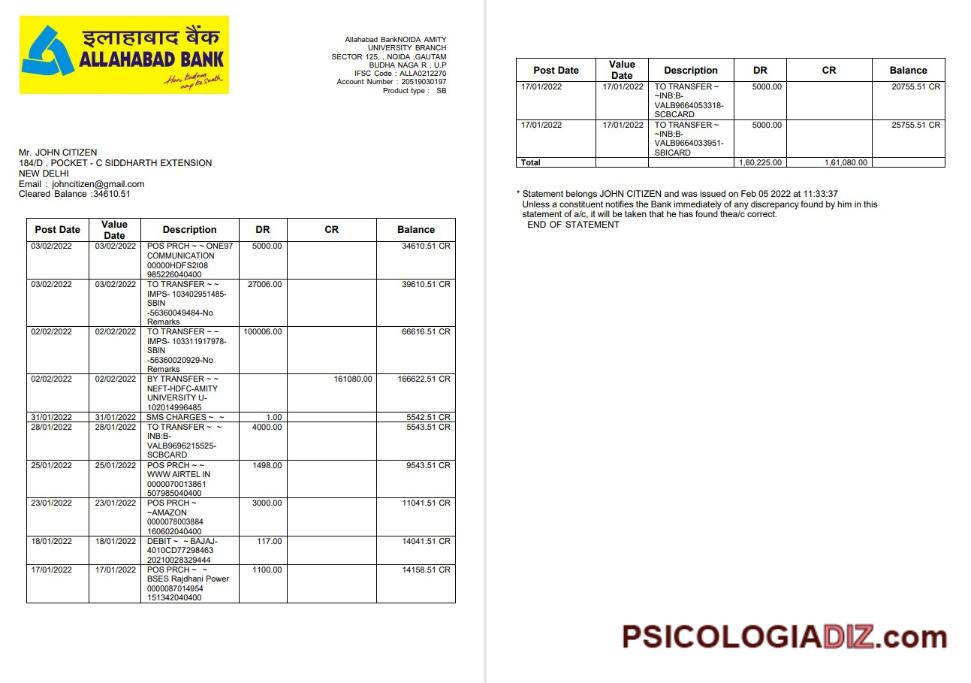 इलाहाबाद बैंक
ALLAHABAD BANK
Har kadam
aap ke saath
Allahabad BankNOIDA AMITY
UNIVERSITY BRANCH
SECTOR 125, , NOIDA ,GAUTAM
BUDHA NAGA R , U.P
IFSC Code : ALLA0212270
Account Number : 20519030197
Product type : SB
Mr. JOHN CITIZEN
184/D , POCKET - C SIDDHARTH EXTENSION
NEW DELHI
Email : johncitizen@gmail.com
Cleared Balance :34610.51
Post Date Value Date Description DR CR Balance
03/02/2022 03/02/2022 POS PRCH ~ ~ ONE97 5000.00 34610.51 CR
COMMUNICATION
00000HDFS2I08
985226040400
03/02/2022 03/02/2022 TO TRANSFER ~ ~ 27006.00 39610.51 CR
IMPS- 103402951485-
SBIN
-56360049484-No
Remarks
02/02/2022 02/02/2022 TO TRANSFER ~ ~ 100006.00 66616.51 CR
IMPS- 103311917978-
SBIN
-56360020929-No
Remarks
02/02/2022 02/02/2022 BY TRANSFER ~ ~ 161080.00 166622.51 CR
NEFT-HDFC-AMITY
UNIVERSITY U-
102014996485
31/01/2022 31/01/2022 SMS CHARGES ~ ~ 1.00 5542.51 CR
28/01/2022 28/01/2022 TO TRANSFER ~ ~ 4000.00 5543.51 CR
INB:B-
VALB9696215525-
SCBCARD
25/01/2022 25/01/2022 POS PRCH ~ ~ 1498.00 9543.51 CR
WWW AIRTEL IN
0000070013861
507985040400
23/01/2022 23/01/2022 POS PRCH ~ 3000.00 11041.51 CR
~AMAZON
0000078003884
160602040400
18/01/2022 18/01/2022 DEBIT ~ ~ BAJAJ- 117.00 14041.51 CR
4010CD77298463
20210028329444
17/01/2022 17/01/2022 POS PRCH ~ ~ 1100.00 14158.51 CR
BSES Rajdhani Power
0000087014954
151342040400
Post Date Value Date Description DR CR Balance
17/01/2022 17/01/2022 TO TRANSFER ~ 5000.00 20755.51 CR
~INB:B-
VALB9664053318-
SCBCARD
17/01/2022 17/01/2022 TO TRANSFER ~ 5000.00 25755.51 CR
~INB:B-
VALB9664033951-
SBICARD
Total 1,60,225.00 1,61,080.00
* Statement belongs JOHN CITIZEN and was issued on Feb 05 2022 at 11:33:37
Unless a constituent notifies the Bank immediately of any discrepancy found by him in this
statement of a/c, it will be taken that he has found thea/c correct.
END OF STATEMENT
PSICOLOGIADIZ.com